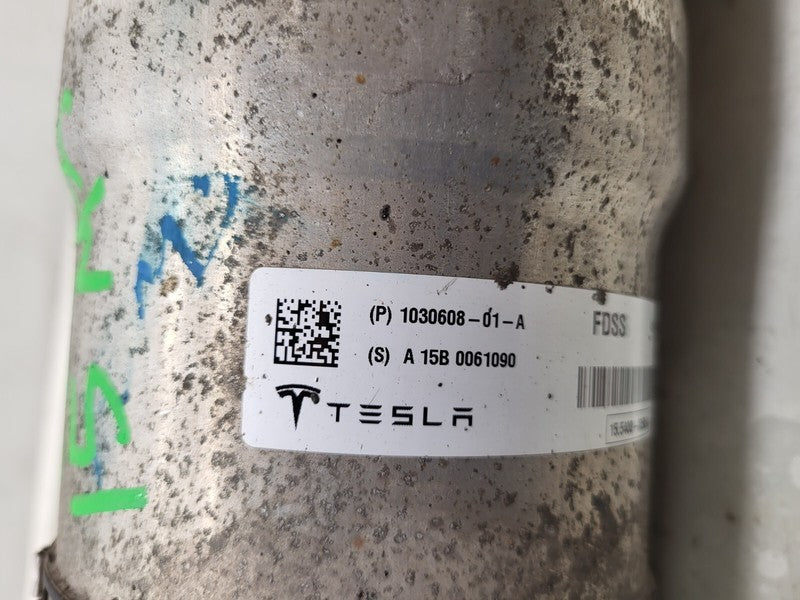 (P) 1030608-01-A
(S) A 15B 0061090
TESLA
FDSS